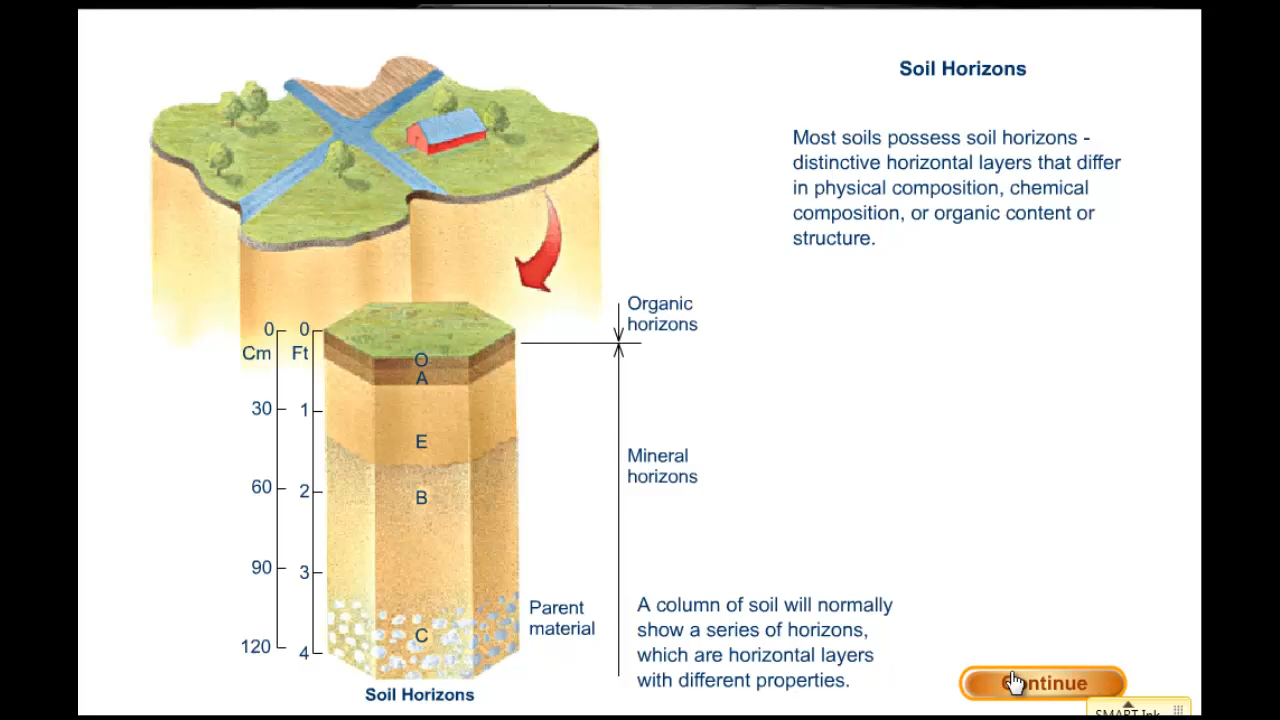 Soil Horizons
Most soils possess soil horizons -
distinctive horizontal layers that differ
in physical composition, chemical
composition, or organic content or
structure.
Organic
horizons
0 0
Cm Ft
O
A
30 1
E
Mineral
horizons
60 2
B
90 3
Parent
material
C
120 4
A column of soil will normally
show a series of horizons,
which are horizontal layers
with different properties.
Soil Horizons
Continue
SMART Ink